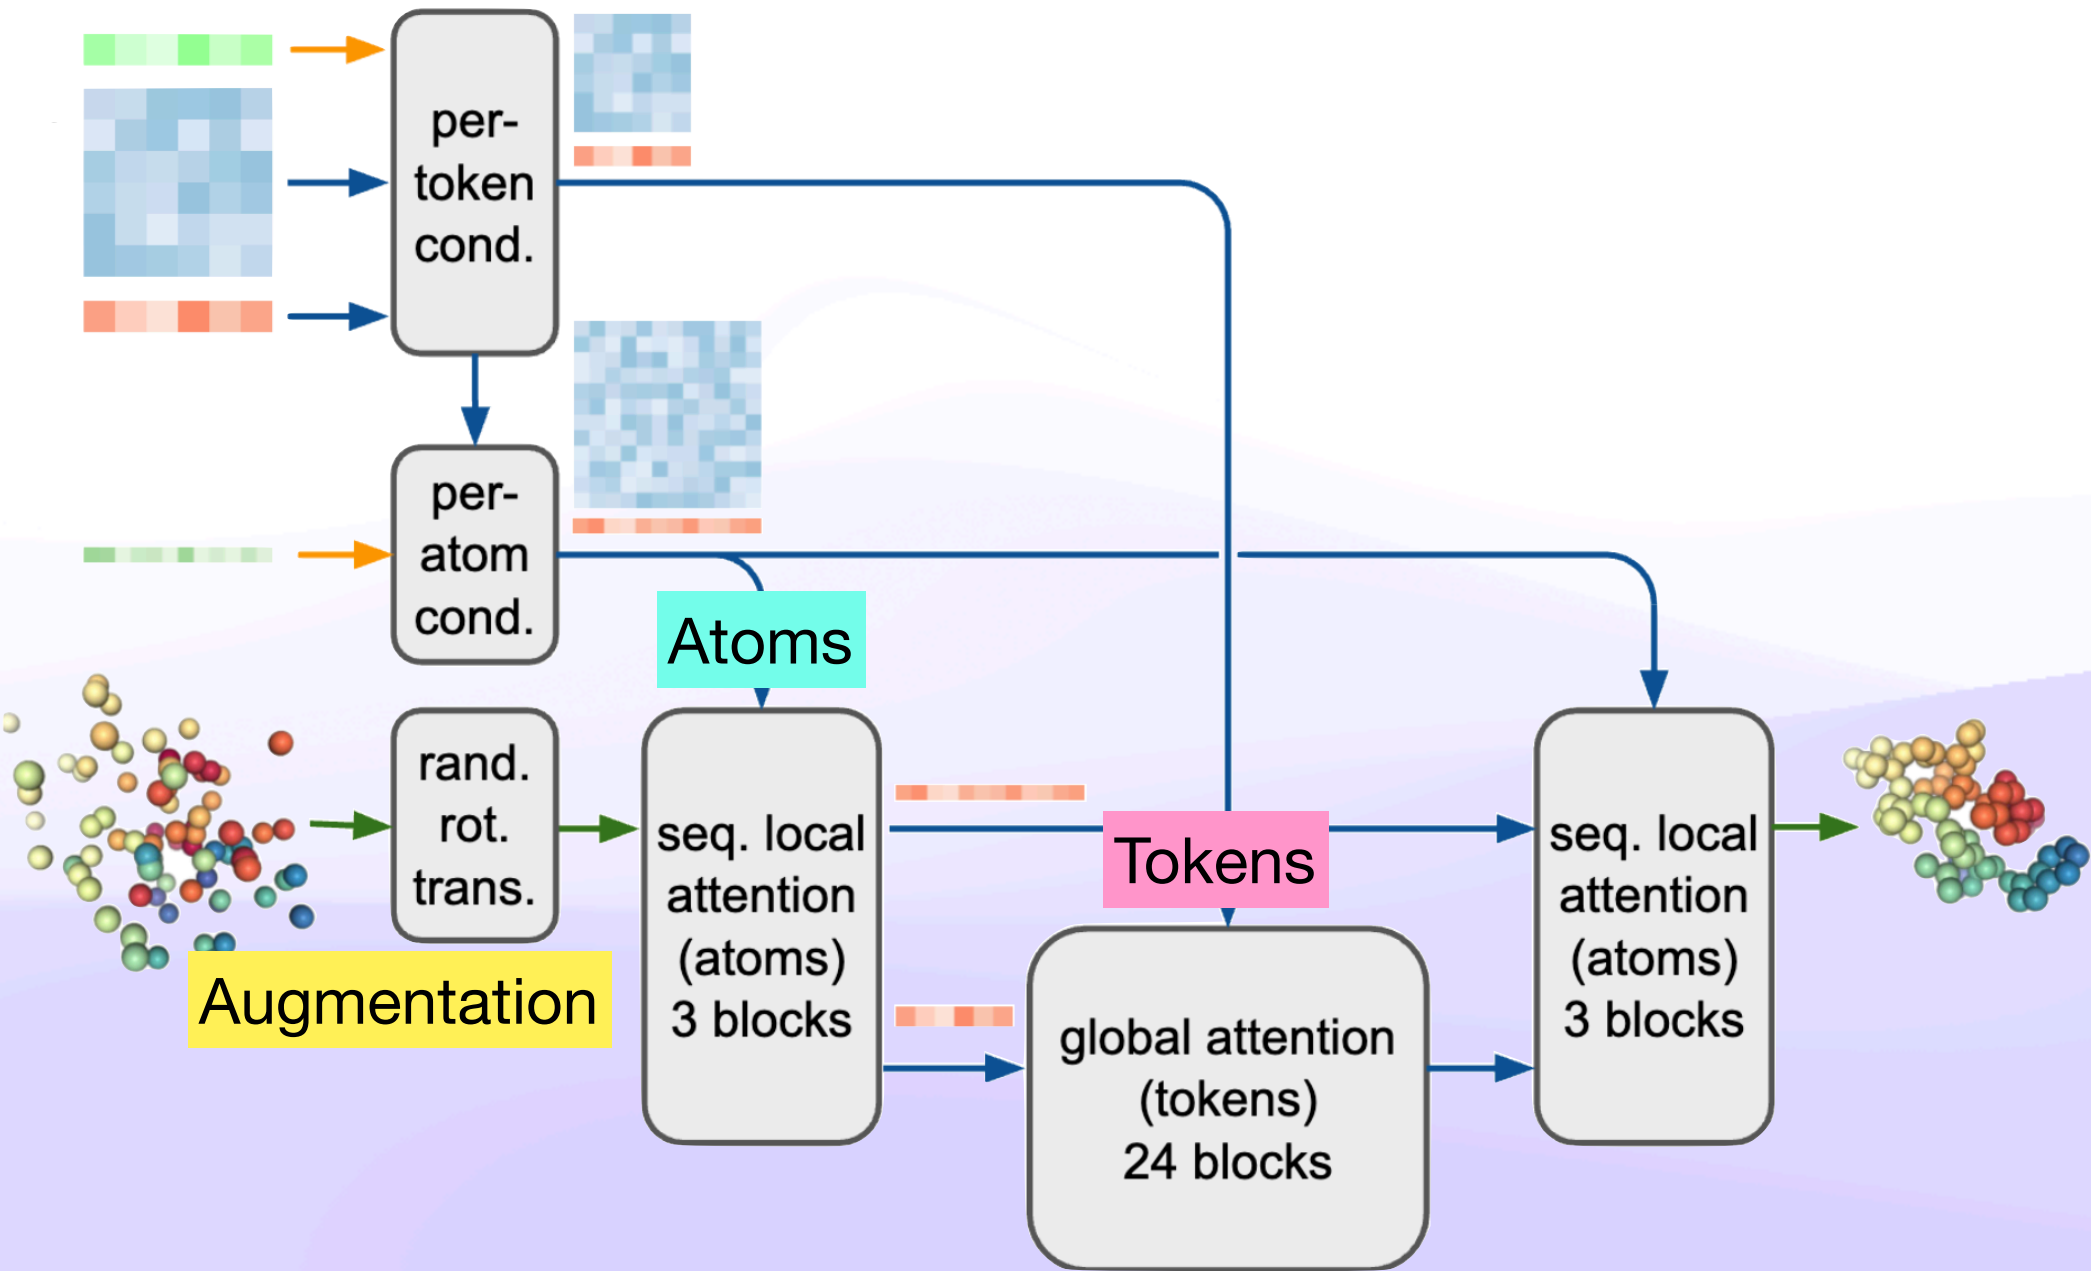 per-
token
cond.
per-
atom
cond.
Atoms
rand.
rot.
trans.
Augmentation
seq. local
attention
(atoms)
3 blocks
Tokens
global attention
(tokens)
24 blocks
seq. local
attention
(atoms)
3 blocks